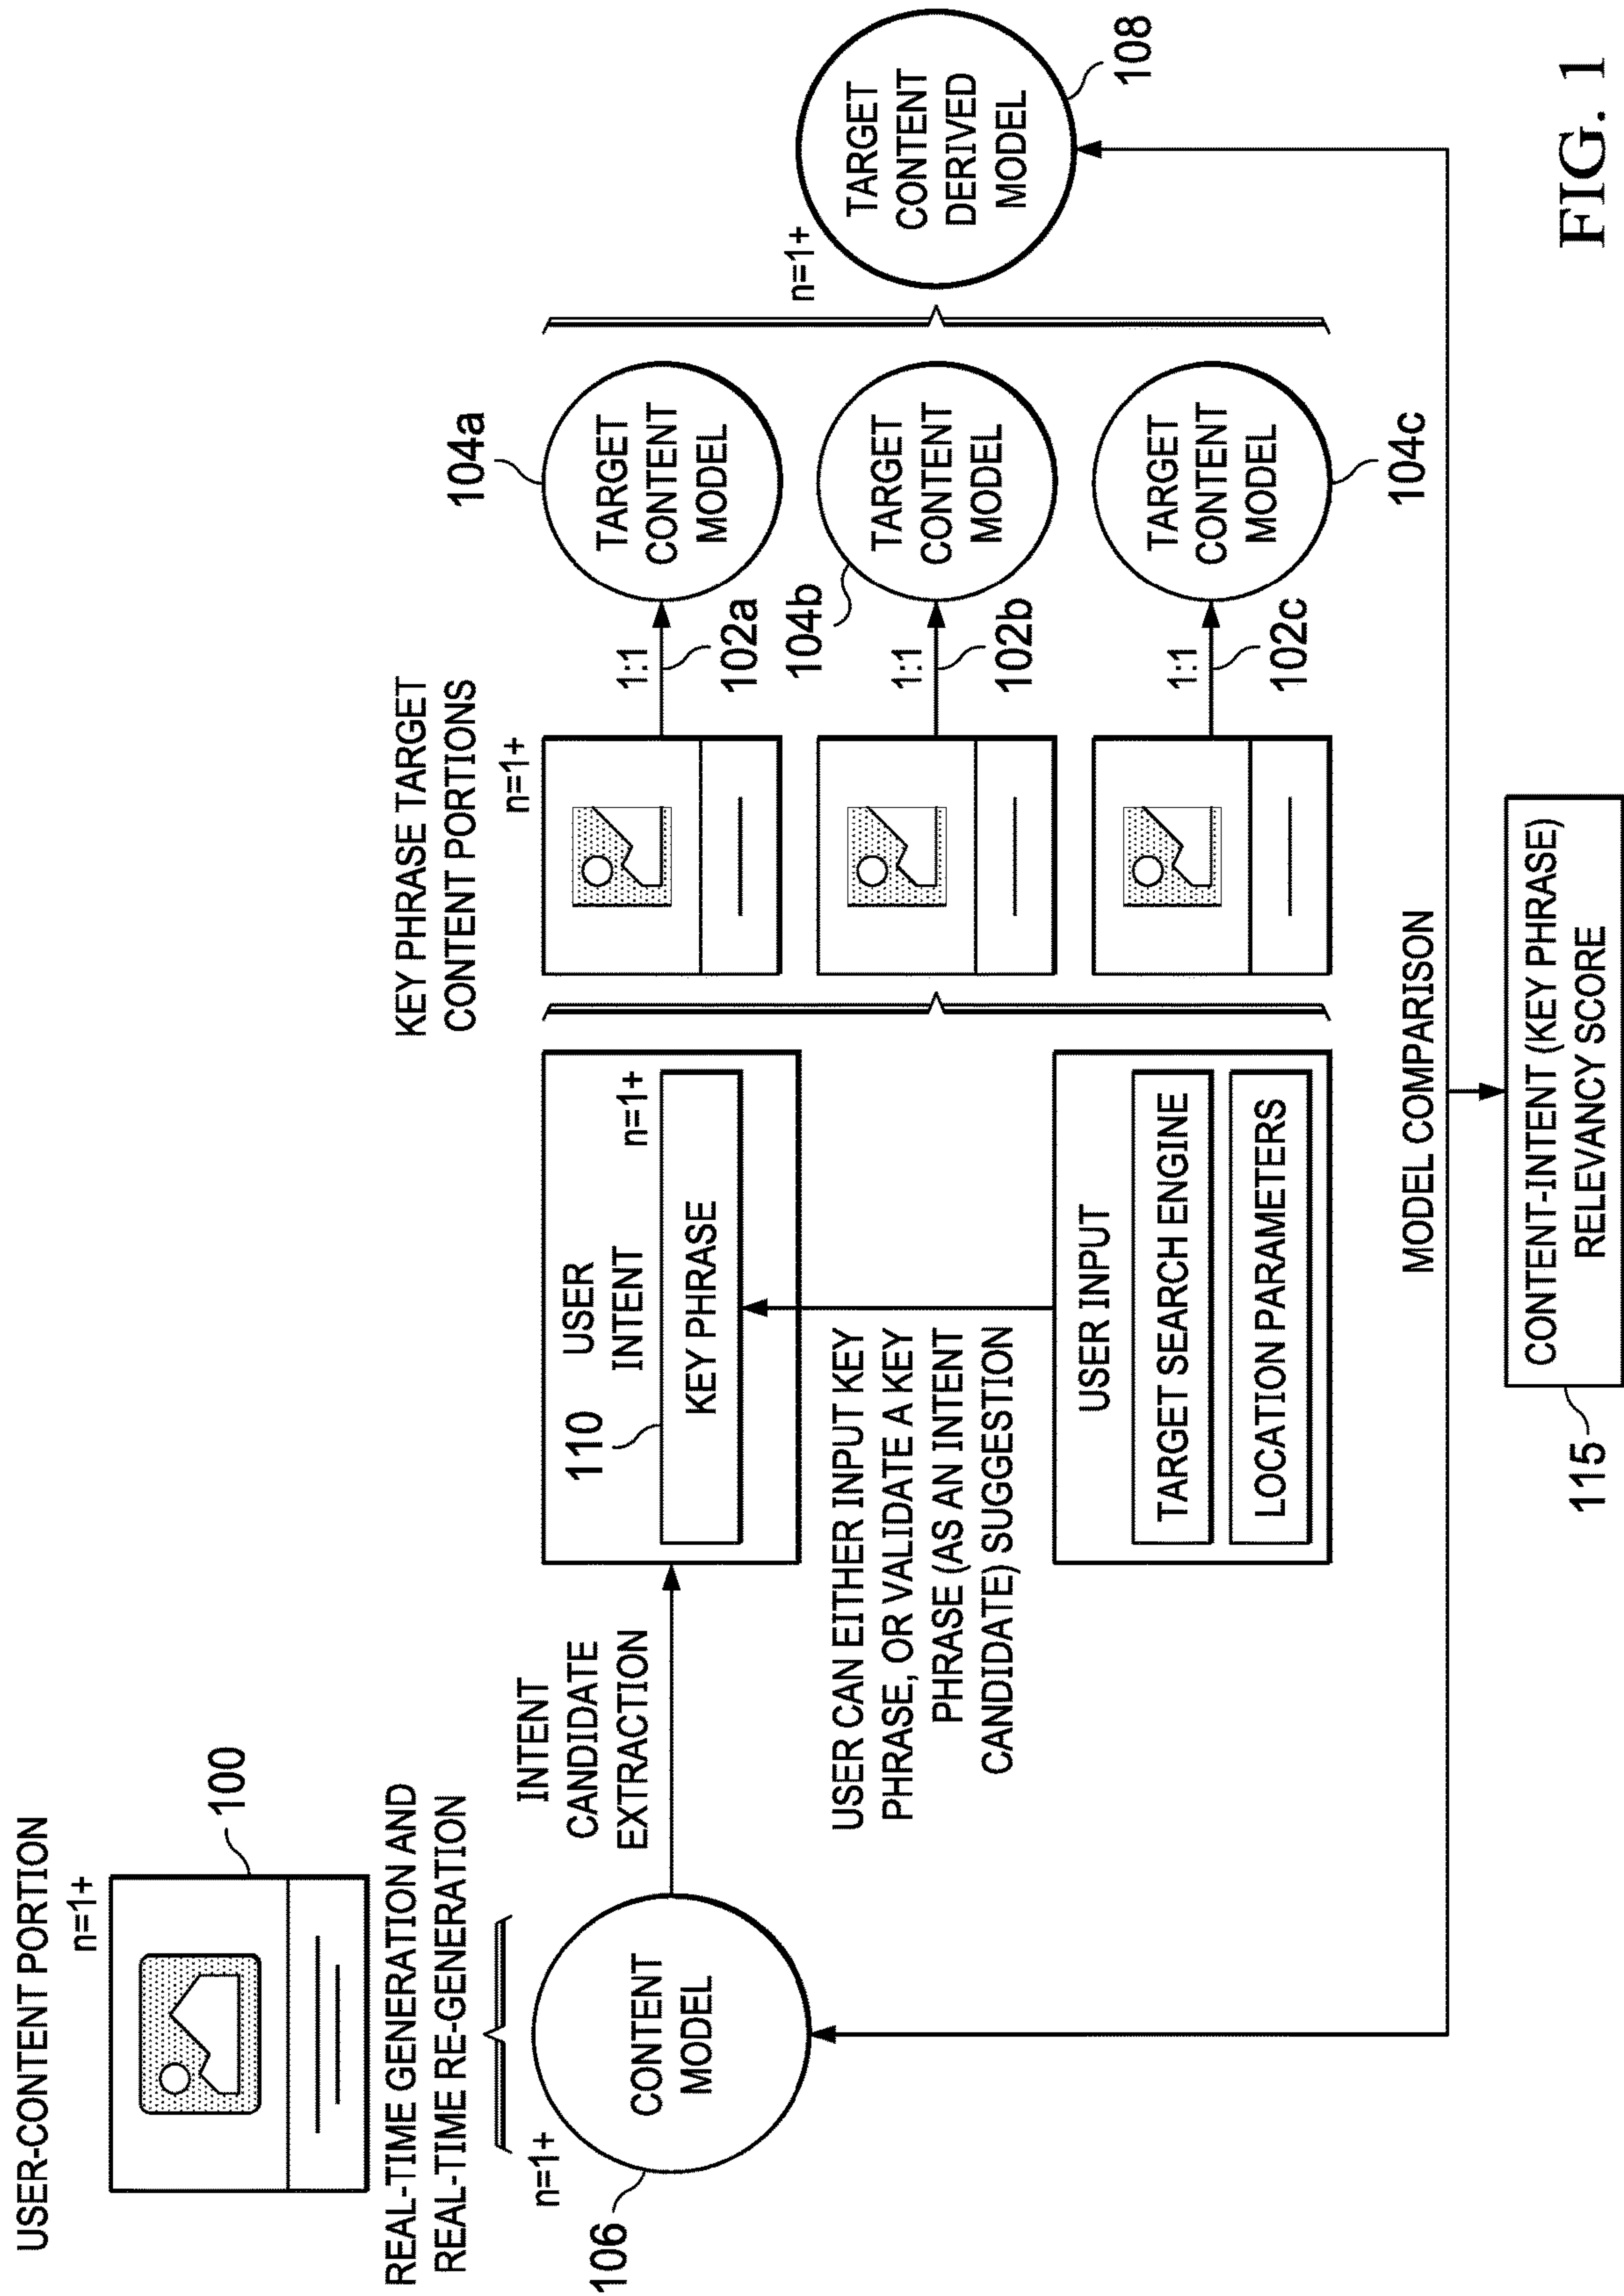 USER-CONTENT PORTION
n=1+
100
REAL-TIME GENERATION AND
REAL-TIME RE-GENERATION
n=1+
106
CONTENT
MODEL
INTENT
CANDIDATE
EXTRACTION
110
USER
INTENT
n=1+
KEY PHRASE
USER CAN EITHER INPUT KEY
PHRASE, OR VALIDATE A KEY
PHRASE (AS AN INTENT
CANDIDATE) SUGGESTION
USER INPUT
TARGET SEARCH ENGINE
LOCATION PARAMETERS
KEY PHRASE TARGET
CONTENT PORTIONS
n=1+
1:1
102a
1:1
102b
1:1
102c
104a
TARGET
CONTENT
MODEL
104b
TARGET
CONTENT
MODEL
TARGET
CONTENT
MODEL
104c
n=1+
TARGET
CONTENT
DERIVED
MODEL
108
MODEL COMPARISON
115
CONTENT-INTENT (KEY PHRASE)
RELEVANCY SCORE
FIG. 1